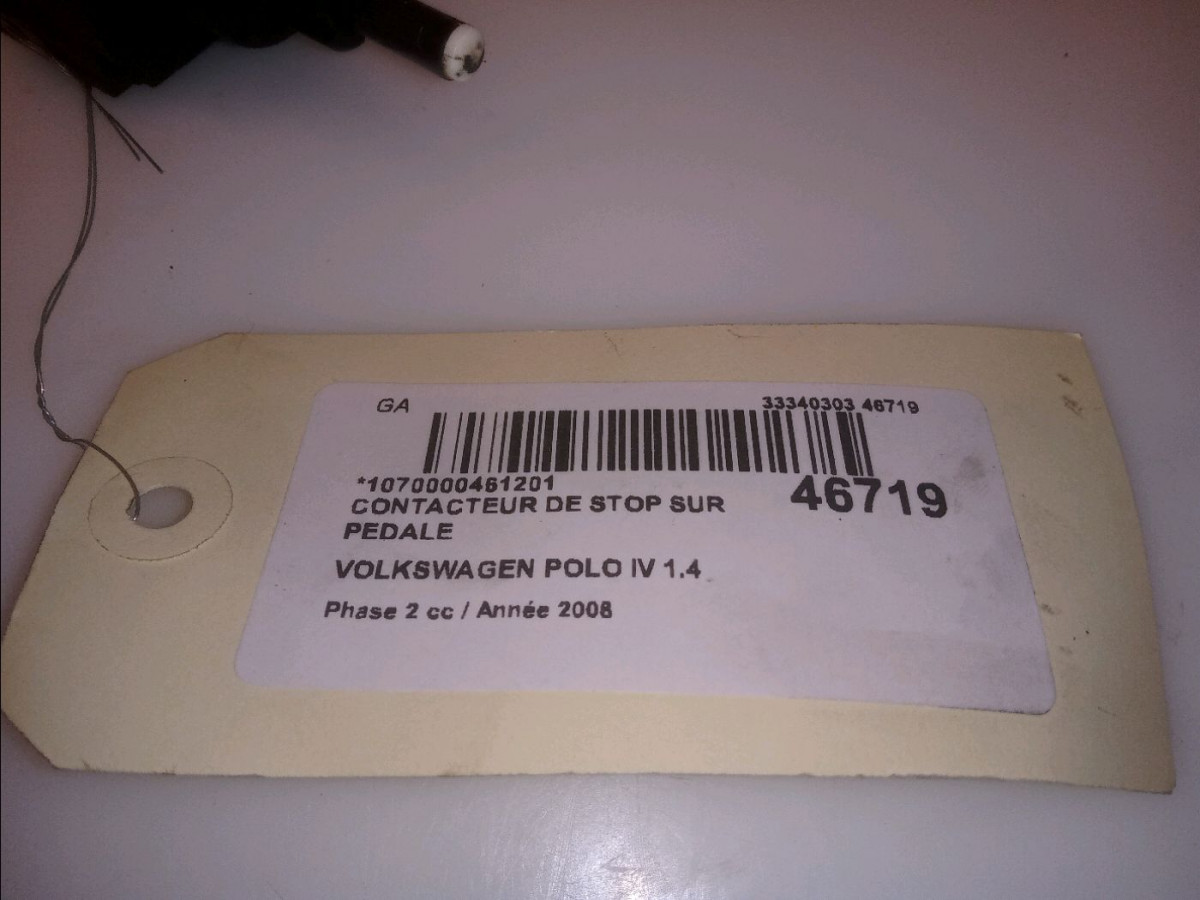 GA 33340303 46719
*1070000461201
46719
CONTACTEUR DE STOP SUR
PEDALE
VOLKSWAGEN POLO IV 1.4
Phase 2 cc / Année 2008